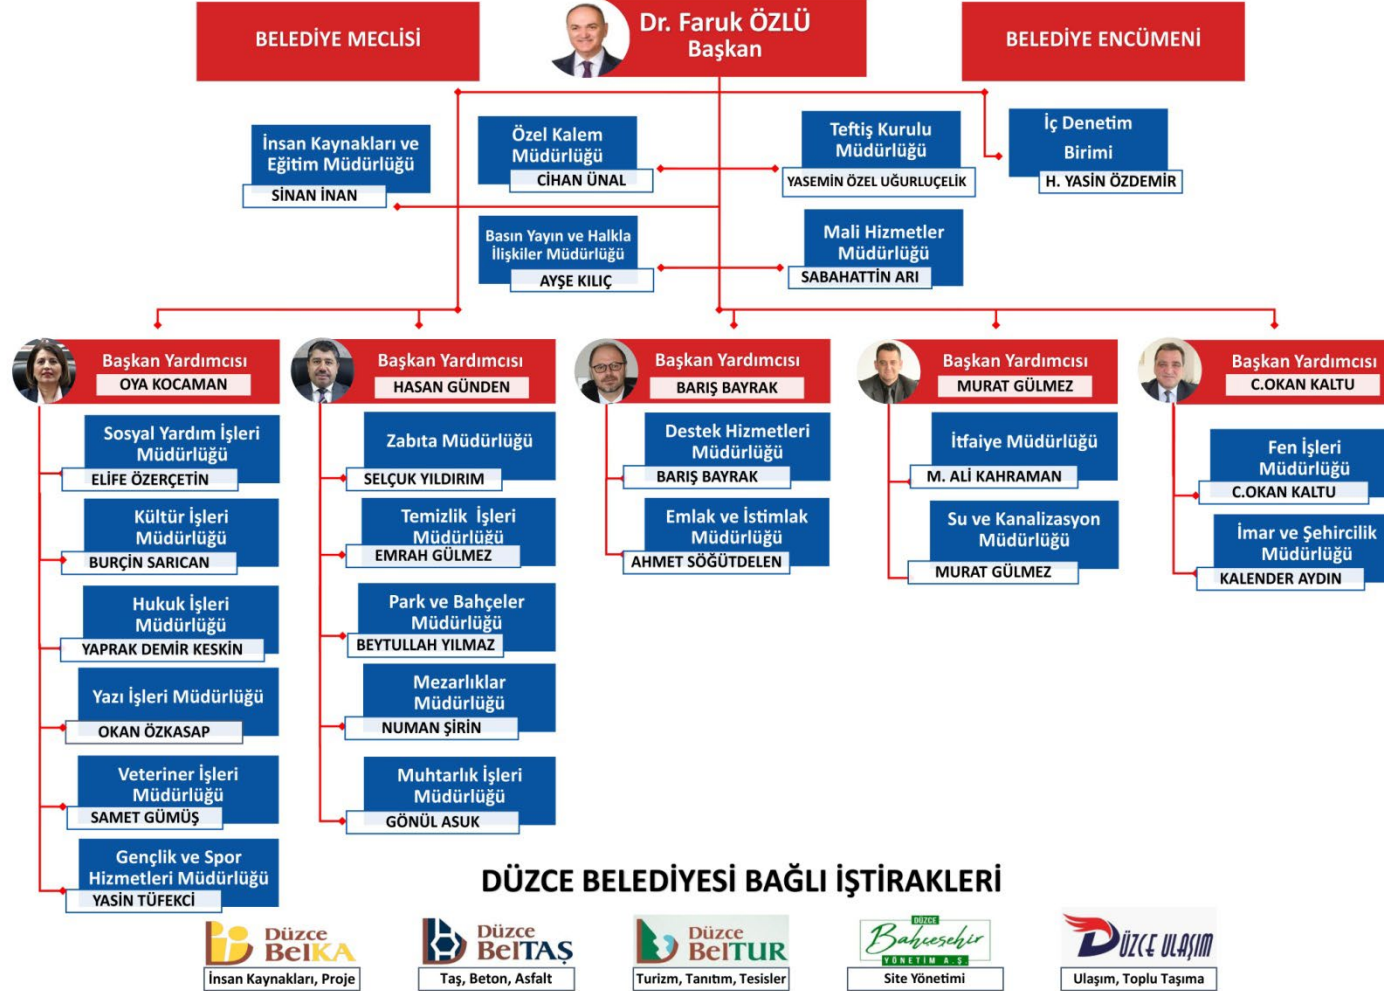 BELEDİYE MECLİSİ
Dr. Faruk ÖZLÜ
Başkan
BELEDİYE ENCÜMENİ
İnsan Kaynakları ve
Eğitim Müdürlüğü
SİNAN İNAN
Özel Kalem
Müdürlüğü
CİHAN ÜNAL
Teftiş Kurulu
Müdürlüğü
YASEMİN ÖZEL UĞURLUÇELİK
İç Denetim
Birimi
H. YASİN ÖZDEMİR
Basın Yayın ve Halkla
İlişkiler Müdürlüğü
AYŞE KILIÇ
Mali Hizmetler
Müdürlüğü
SABAHATTİN ARI
Başkan Yardımcısı
OYA KOCAMAN
Sosyal Yardım İşleri
Müdürlüğü
ELİFE ÖZERÇETİN
Kültür İşleri
Müdürlüğü
BURÇİN SARICAN
Hukuk İşleri
Müdürlüğü
YAPRAK DEMİR KESKİN
Yazı İşleri Müdürlüğü
OKAN ÖZKASAP
Veteriner İşleri
Müdürlüğü
SAMET GÜMÜŞ
Gençlik ve Spor
Hizmetleri Müdürlüğü
YASİN TÜFEKCİ
Başkan Yardımcısı
HASAN GÜNDEN
Zabıta Müdürlüğü
SELÇUK YILDIRIM
Temizlik İşleri
Müdürlüğü
EMRAH GÜLMEZ
Park ve Bahçeler
Müdürlüğü
BEYTULLAH YILMAZ
Mezarlıklar
Müdürlüğü
NUMAN ŞİRİN
Muhtarlık İşleri
Müdürlüğü
GÖNÜL ASUK
Başkan Yardımcısı
BARIŞ BAYRAK
Destek Hizmetleri
Müdürlüğü
BARIŞ BAYRAK
Emlak ve İstimlak
Müdürlüğü
AHMET SÖĞÜTDELEN
Başkan Yardımcısı
MURAT GÜLMEZ
İtfaiye Müdürlüğü
M. ALİ KAHRAMAN
Su ve Kanalizasyon
Müdürlüğü
MURAT GÜLMEZ
Başkan Yardımcısı
C.OKAN KALTU
Fen İşleri
Müdürlüğü
C.OKAN KALTU
İmar ve Şehircilik
Müdürlüğü
KALENDER AYDIN
DÜZCE BELEDİYESİ BAĞLI İŞTİRAKLERİ
Düzce
BelKA
İnsan Kaynakları, Proje
Düzce
BelTAŞ
Taş, Beton, Asfalt
Düzce
BelTUR
Turizm, Tanıtım, Tesisler
DÜZCE
Bahçeşehir
YÖNETİM A.Ş.
Site Yönetimi
DÜZCE ULAŞIM
Ulaşım, Toplu Taşıma